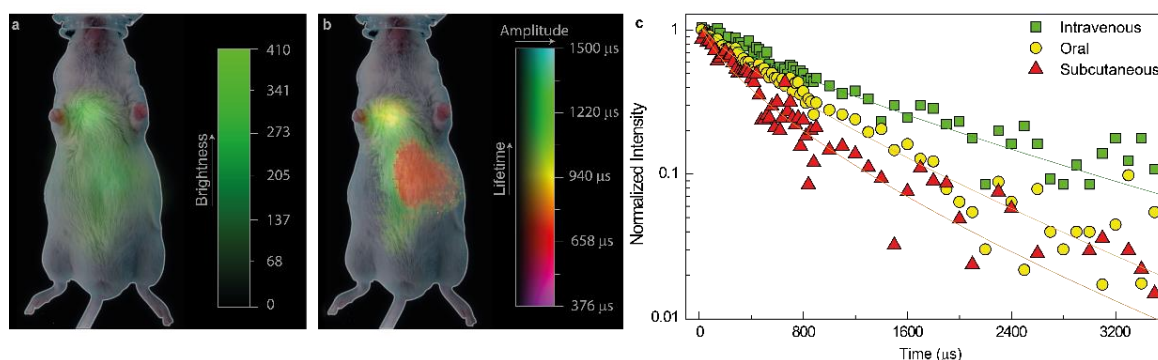 a
Brightness
410
341
273
205
137
68
0
b
Amplitude
Lifetime
1500 µs
1220 µs
940 µs
658 µs
376 µs
c
Normalized Intensity
1
0.1
0.01
Intravenous
Oral
Subcutaneous
0 800 1600 2400 3200
Time (µs)